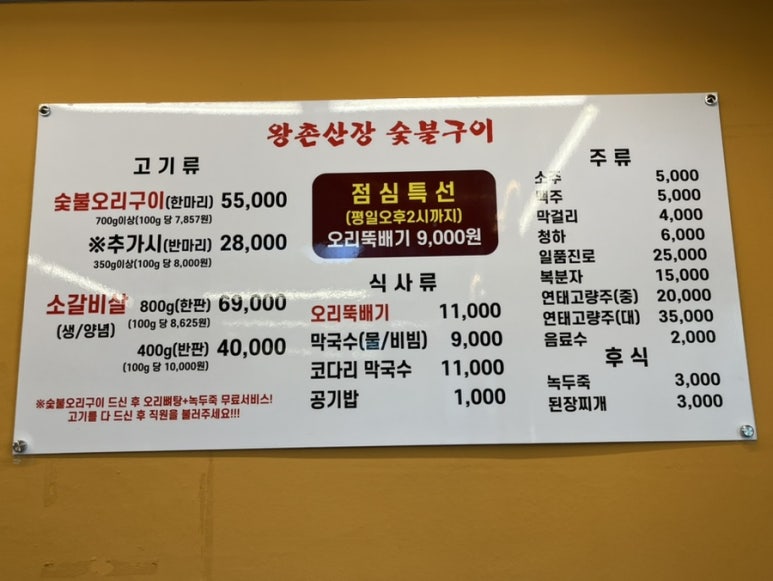 왕촌산장 숯불구이
고기류
숯불오리구이(한마리) 55,000
700g이상(100g 당 7,857원)
※추가시(반마리) 28,000
350g이상(100g 당 8,000원)
소갈비살 800g(한판) 69,000
(생/양념) (100g 당 8,625원)
400g(반판) 40,000
(100g 당 10,000원)
※숯불오리구이 드신 후 오리뼈탕+녹두죽 무료서비스!
고기를 다 드신 후 직원을 불러주세요!!!
점심특선
(평일오후2시까지)
오리뚝배기 9,000원
식사류
오리뚝배기 11,000
막국수(물/비빔) 9,000
코다리 막국수 11,000
공기밥 1,000
주류
소주 5,000
맥주 5,000
막걸리 4,000
청하 6,000
일품진로 25,000
복분자 15,000
연태고량주(중) 20,000
연태고량주(대) 35,000
음료수 2,000
후식
녹두죽 3,000
된장찌개 3,000